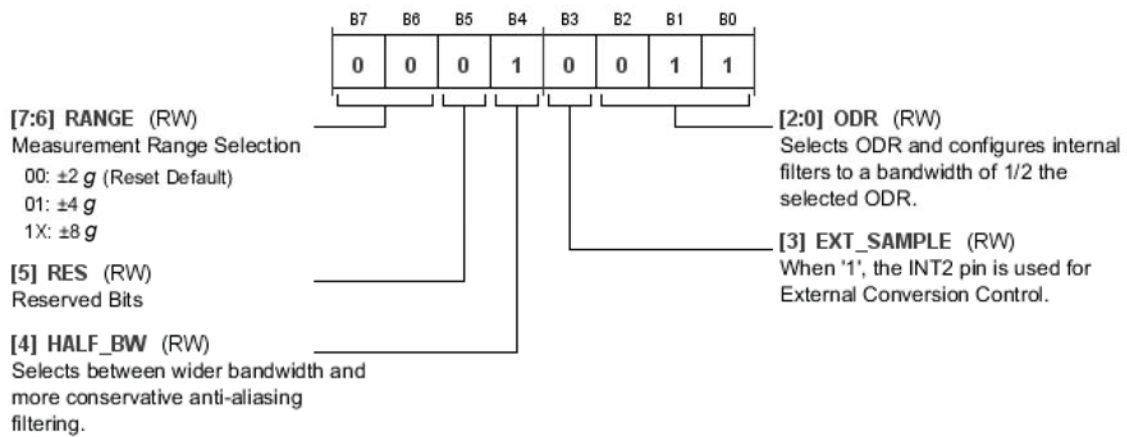 B7 B6 B5 B4 B3 B2 B1 B0
0 0 0 1 0 0 1 1
[7:6] RANGE (RW)
Measurement Range Selection
00: ±2 g (Reset Default)
01: ±4 g
1X: ±8 g
[5] RES (RW)
Reserved Bits
[4] HALF_BW (RW)
Selects between wider bandwidth and
more conservative anti-aliasing
filtering.
[2:0] ODR (RW)
Selects ODR and configures internal
filters to a bandwidth of 1/2 the
selected ODR.
[3] EXT_SAMPLE (RW)
When '1', the INT2 pin is used for
External Conversion Control.